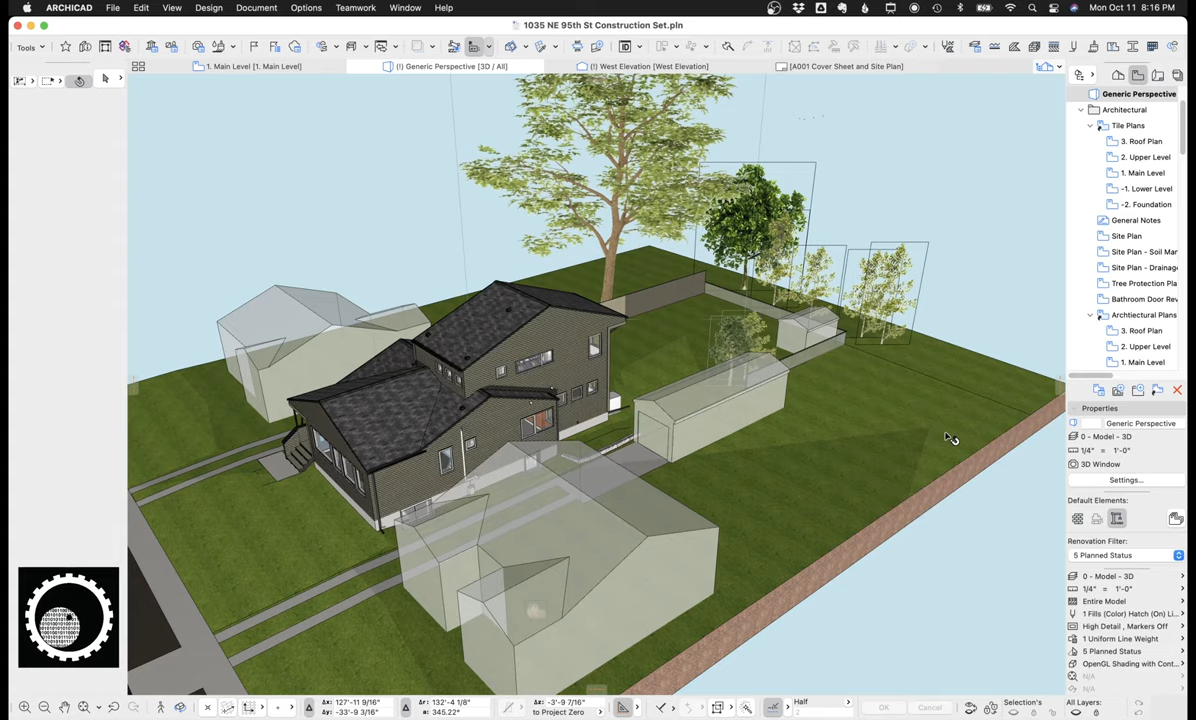 ARCHICAD File Edit View Design Document Options Teamwork Window Help Mon Oct 11 8:16 PM
1035 NE 95th St Construction Set.pln
Tools
1. Main Level [1. Main Level]
(!) Generic Perspective [3D / All]
(!) West Elevation [West Elevation]
[A001 Cover Sheet and Site Plan]
Generic Perspective
Architectural
Tile Plans
3. Roof Plan
2. Upper Level
1. Main Level
-1. Lower Level
-2. Foundation
General Notes
Site Plan
Site Plan - Soil Mar
Site Plan - Drainage
Tree Protection Pla
Bathroom Door Rev
Archtiectural Plans
3. Roof Plan
2. Upper Level
1. Main Level
Properties
Generic Perspective
0 - Model - 3D
1/4" = 1'-0"
3D Window
Settings...
Default Elements:
Renovation Filter:
5 Planned Status
0 - Model - 3D
1/4" = 1'-0"
Entire Model
1 Fills (Color) Hatch (On) Li...
High Detail , Markers Off
1 Uniform Line Weight
5 Planned Status
OpenGL Shading with Cont...
N/A
N/A
Δx: 127'-11 9/16"
Δy: -33'-9 3/16"
Δr: 132'-4 1/8"
a: 345.22°
Δz: -3'-9 7/16"
to Project Zero
Half
2
OK
Cancel
Selection's
All Layers: